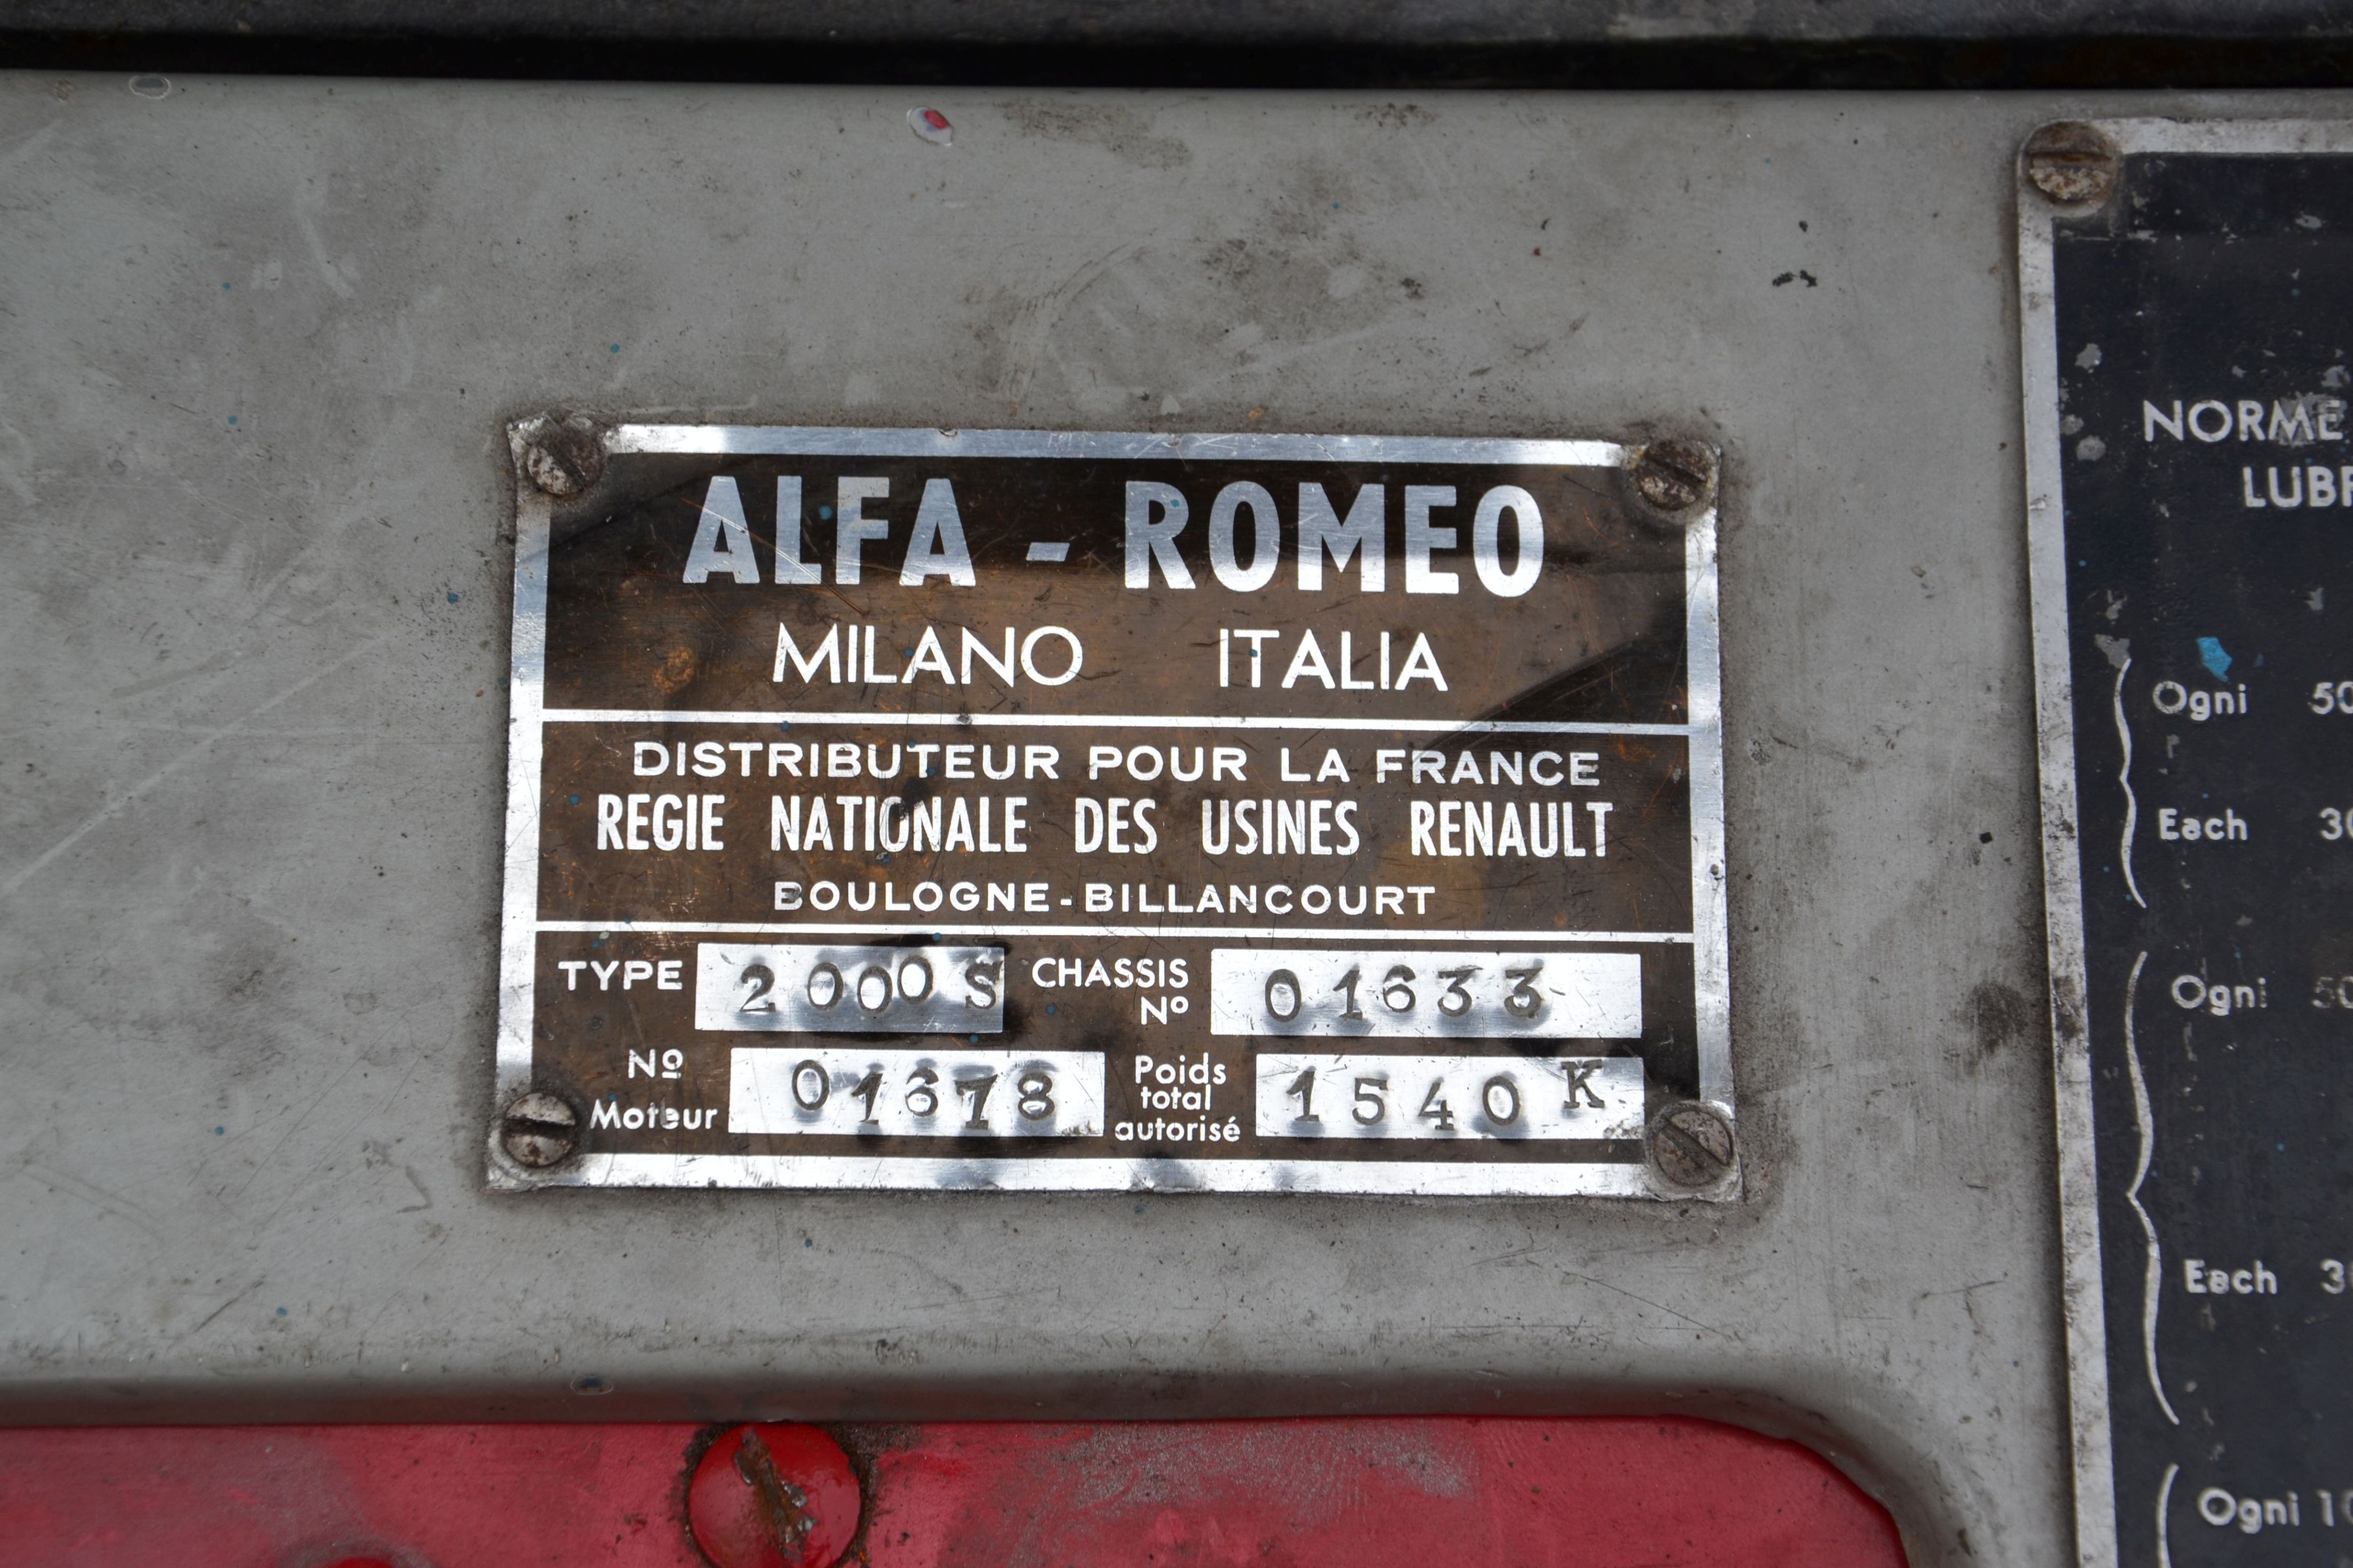 ALFA - ROMEO
MILANO ITALIA
DISTRIBUTEUR POUR LA FRANCE
REGIE NATIONALE DES USINES RENAULT
BOULOGNE-BILLANCOURT
TYPE 2000 S CHASSIS Nº 01633
Nº Moteur 01678 Poids total autorisé 1540 K
NORME
Ogni
Each
Ogni
Each
Ogni